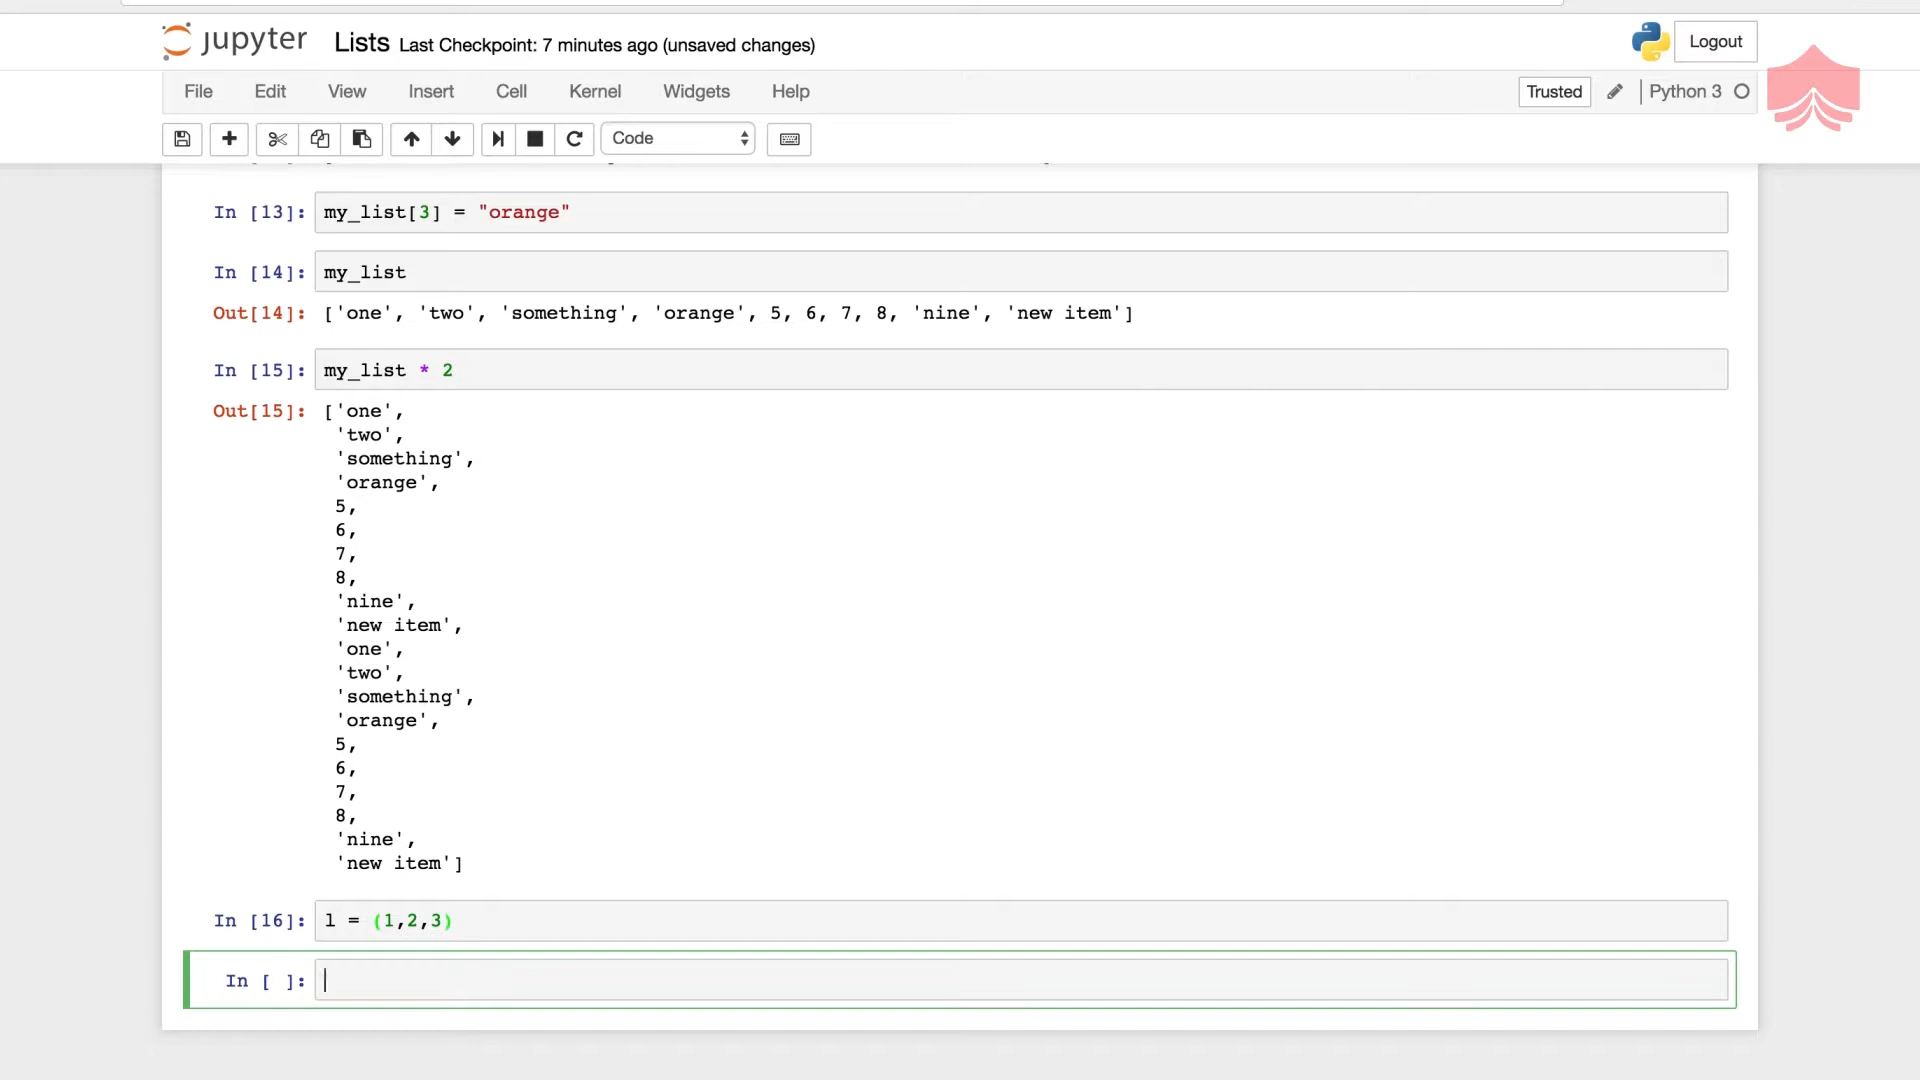 jupyter Lists Last Checkpoint: 7 minutes ago (unsaved changes) Logout
File Edit View Insert Cell Kernel Widgets Help Trusted Python 3
Code
In [13]: my_list[3] = "orange"
In [14]: my_list
Out[14]: ['one', 'two', 'something', 'orange', 5, 6, 7, 8, 'nine', 'new item']
In [15]: my_list * 2
Out[15]: ['one',
'two',
'something',
'orange',
5,
6,
7,
8,
'nine',
'new item',
'one',
'two',
'something',
'orange',
5,
6,
7,
8,
'nine',
'new item']
In [16]: l = (1,2,3)
In [ ]: